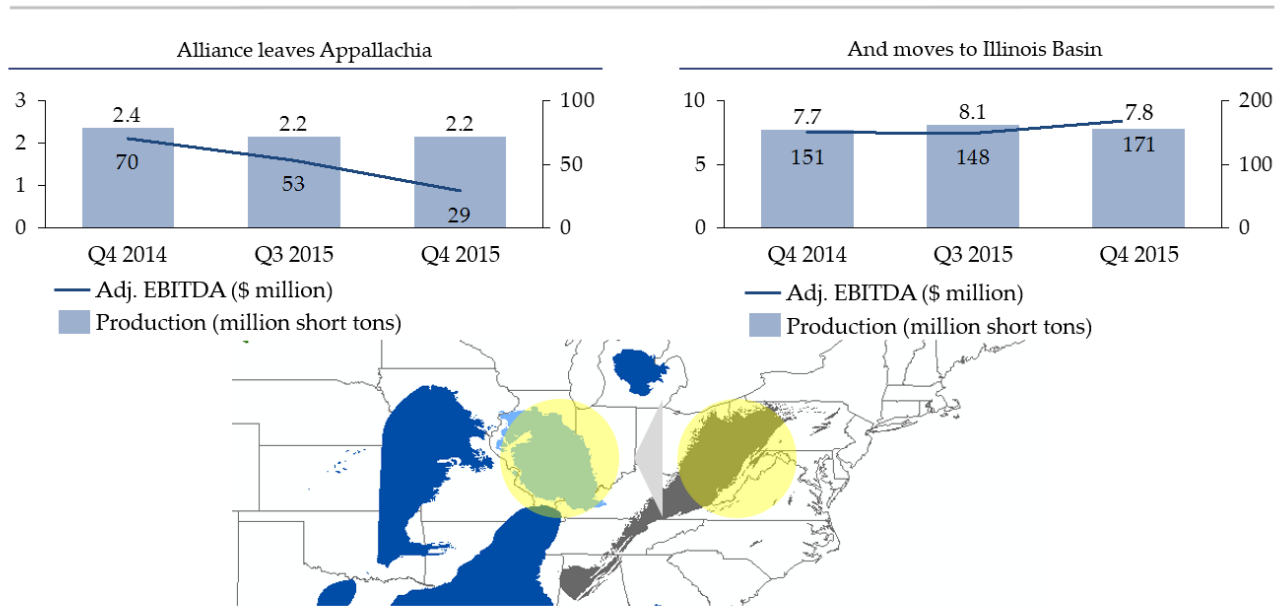 Alliance leaves Appallachia
3
2
1
0
2.4
2.2
2.2
70
53
29
100
50
0
Q4 2014
Q3 2015
Q4 2015
Adj. EBITDA ($ million)
Production (million short tons)
And moves to Illinois Basin
10
5
0
7.7
8.1
7.8
151
148
171
200
100
0
Q4 2014
Q3 2015
Q4 2015
Adj. EBITDA ($ million)
Production (million short tons)